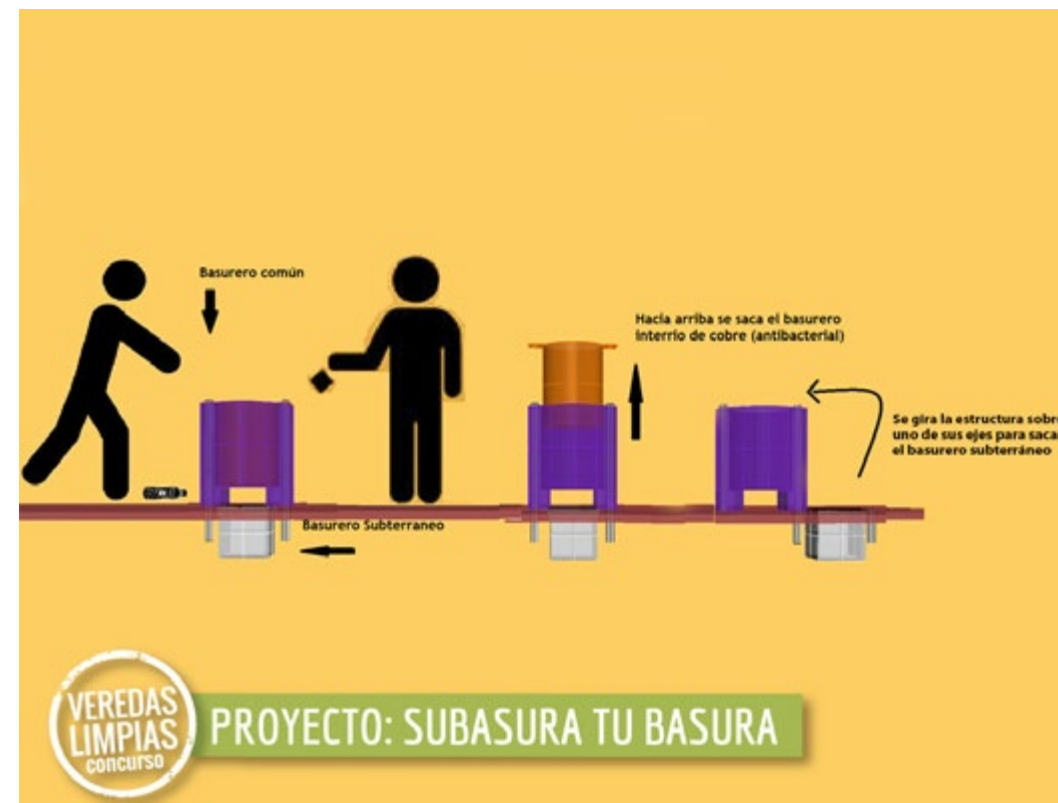 Basurero común
Hacia arriba se saca el basurero
interrio de cobre (antibacterial)
Se gira la estructura sobre
uno de sus ejes para saca
el basurero subterráneo
Basurero Subterraneo
VEREDAS
LIMPIAS
concurso
PROYECTO: SUBASURA TU BASURA